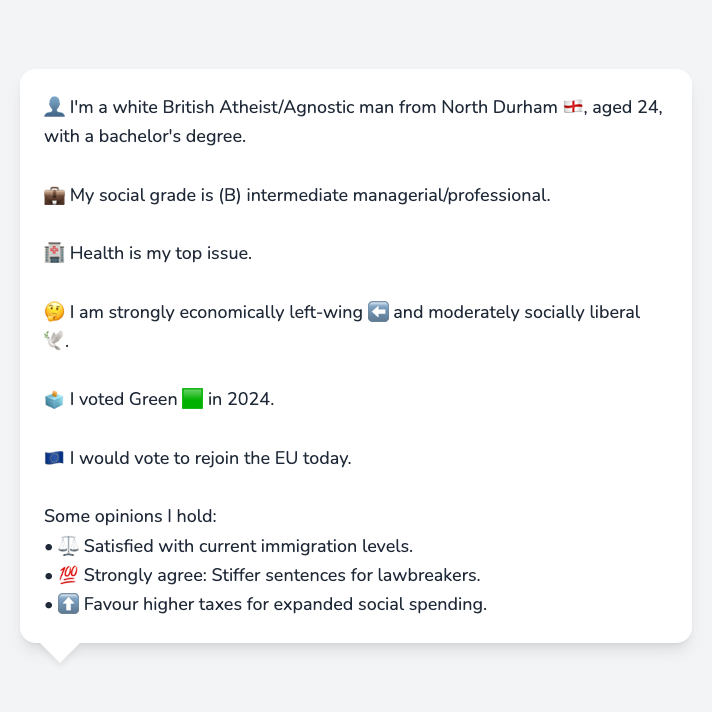 👤 I'm a white British Atheist/Agnostic man from North Durham 🏴󠁧󠁢󠁥󠁮󠁧󠁿, aged 24,
with a bachelor's degree.
💼 My social grade is (B) intermediate managerial/professional.
🏥 Health is my top issue.
🤔 I am strongly economically left-wing ⬅️ and moderately socially liberal
🕊️.
🗳️ I voted Green 🟩 in 2024.
🇪🇺 I would vote to rejoin the EU today.
Some opinions I hold:
• ⚖️ Satisfied with current immigration levels.
• 💯 Strongly agree: Stiffer sentences for lawbreakers.
• ⬆️ Favour higher taxes for expanded social spending.